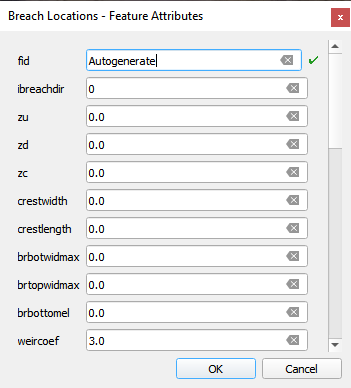 Breach Locations - Feature Attributes
fid Autogenerate
ibreachdir 0
zu 0.0
zd 0.0
zc 0.0
crestwidth 0.0
crestlength 0.0
brbotwidmax 0.0
brtopwidmax 0.0
brbottomel 0.0
weircoef 3.0
OK Cancel